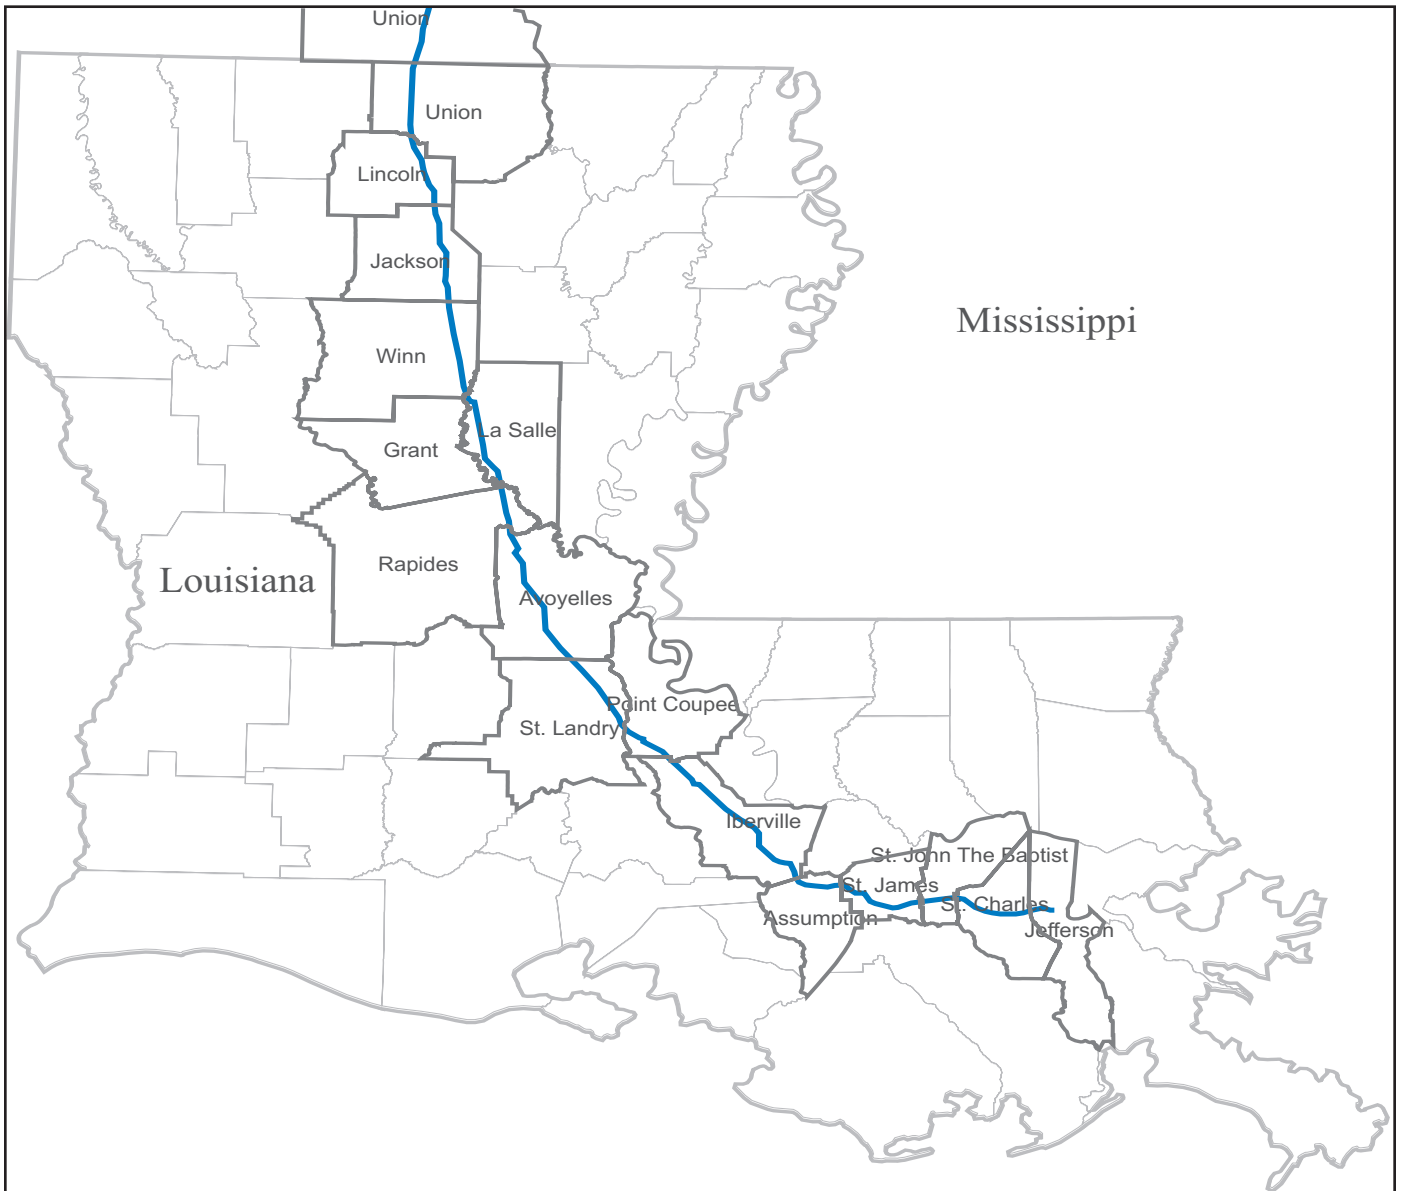 Union
Union
Lincoln
Jackson
Mississippi
Winn
La Salle
Grant
Rapides
Louisiana
Avoyelles
Point Coupee
St. Landry
Iberville
St. John The Baptist
St. James
St. Charles
Assumption
Jefferson